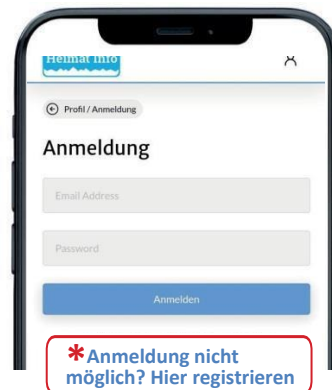 Heimat Info
Profil / Anmeldung
Anmeldung
Email Address
Password
Anmelden
*Anmeldung nicht
möglich? Hier registrieren